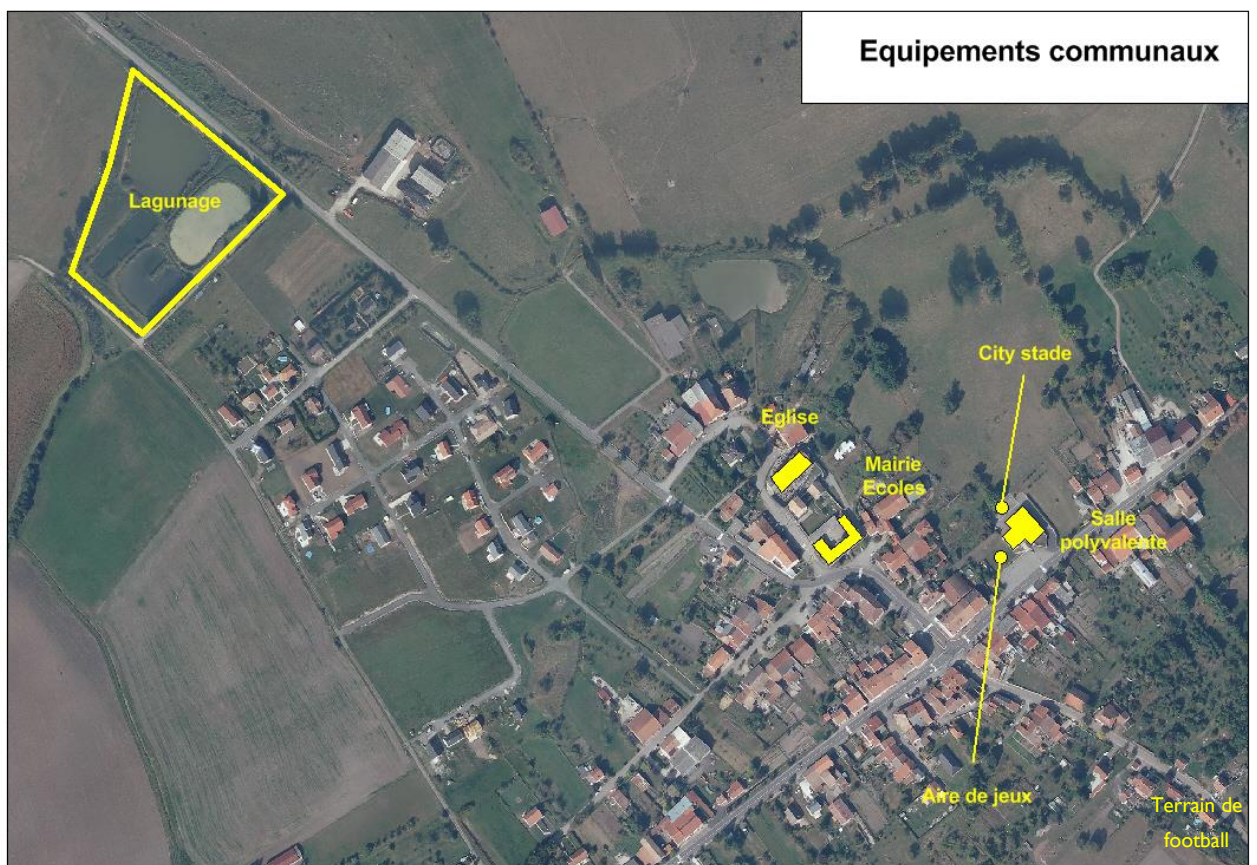 Equipements communaux
Lagunage
City stade
Eglise
Mairie
Ecoles
Salle
polyvalente
Aire de jeux
Terrain de
football